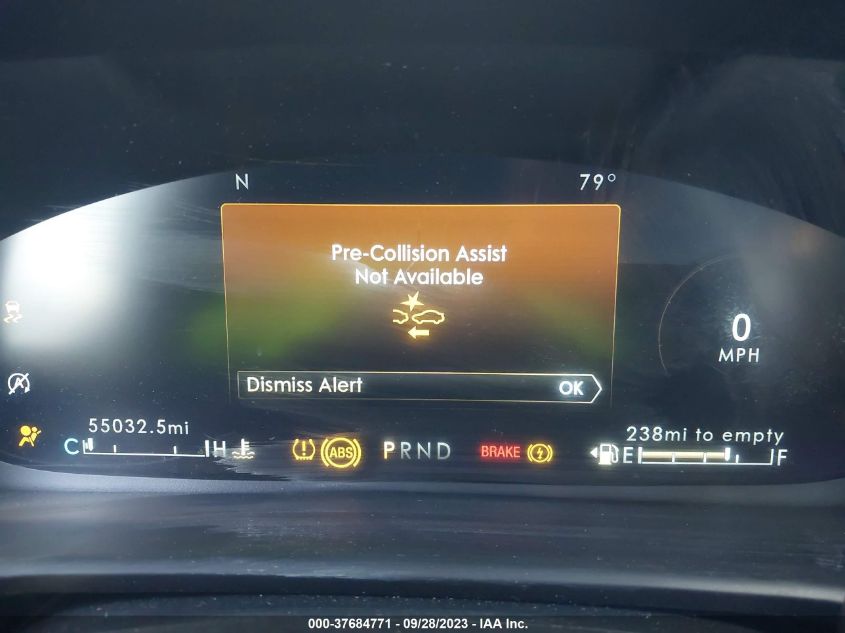 N
79°
Pre-Collision Assist
Not Available
0
MPH
Dismiss Alert OK
55032.5mi
238mi to empty
C H
ABS
PRND
BRAKE
E F
000-37684771 - 09/28/2023 - IAA Inc.